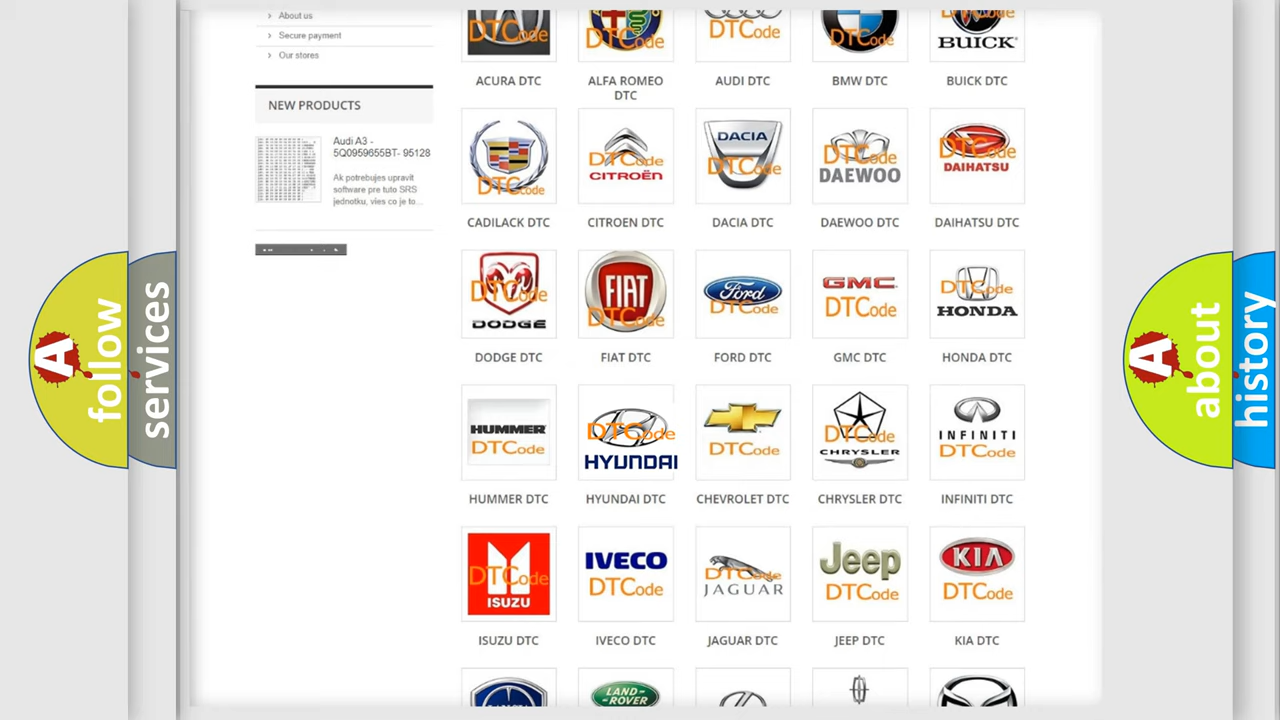 About us
Secure payment
Our stores
NEW PRODUCTS
Audi A3 -
5Q0959655BT- 95128
Ak potrebujes upravit
software pre tuto SRS
jednotku, vies co je to...
DTCode
DTCode
DTCode
DTCode
BUICK
ACURA DTC
ALFA ROMEO
DTC
AUDI DTC
BMW DTC
BUICK DTC
DTCode
DTCode
CITROËN
DACIA
DTCode
DTCode
DAEWOO
DTCode
DAIHATSU
CADILACK DTC
CITROEN DTC
DACIA DTC
DAEWOO DTC
DAIHATSU DTC
DTCode
DODGE
FIAT
DTCode
Ford
DTCode
GMC
DTCode
DTCode
HONDA
DODGE DTC
FIAT DTC
FORD DTC
GMC DTC
HONDA DTC
HUMMER
DTCode
DTCode
HYUNDAI
DTCode
DTCode
CHRYSLER
INFINITI
DTCode
HUMMER DTC
HYUNDAI DTC
CHEVROLET DTC
CHRYSLER DTC
INFINITI DTC
DTCode
ISUZU
IVECO
DTCode
DTCode
JAGUAR
Jeep
DTCode
KIA
DTCode
ISUZU DTC
IVECO DTC
JAGUAR DTC
JEEP DTC
KIA DTC
LAND-
ROVER
A
follow
services
A
about
history